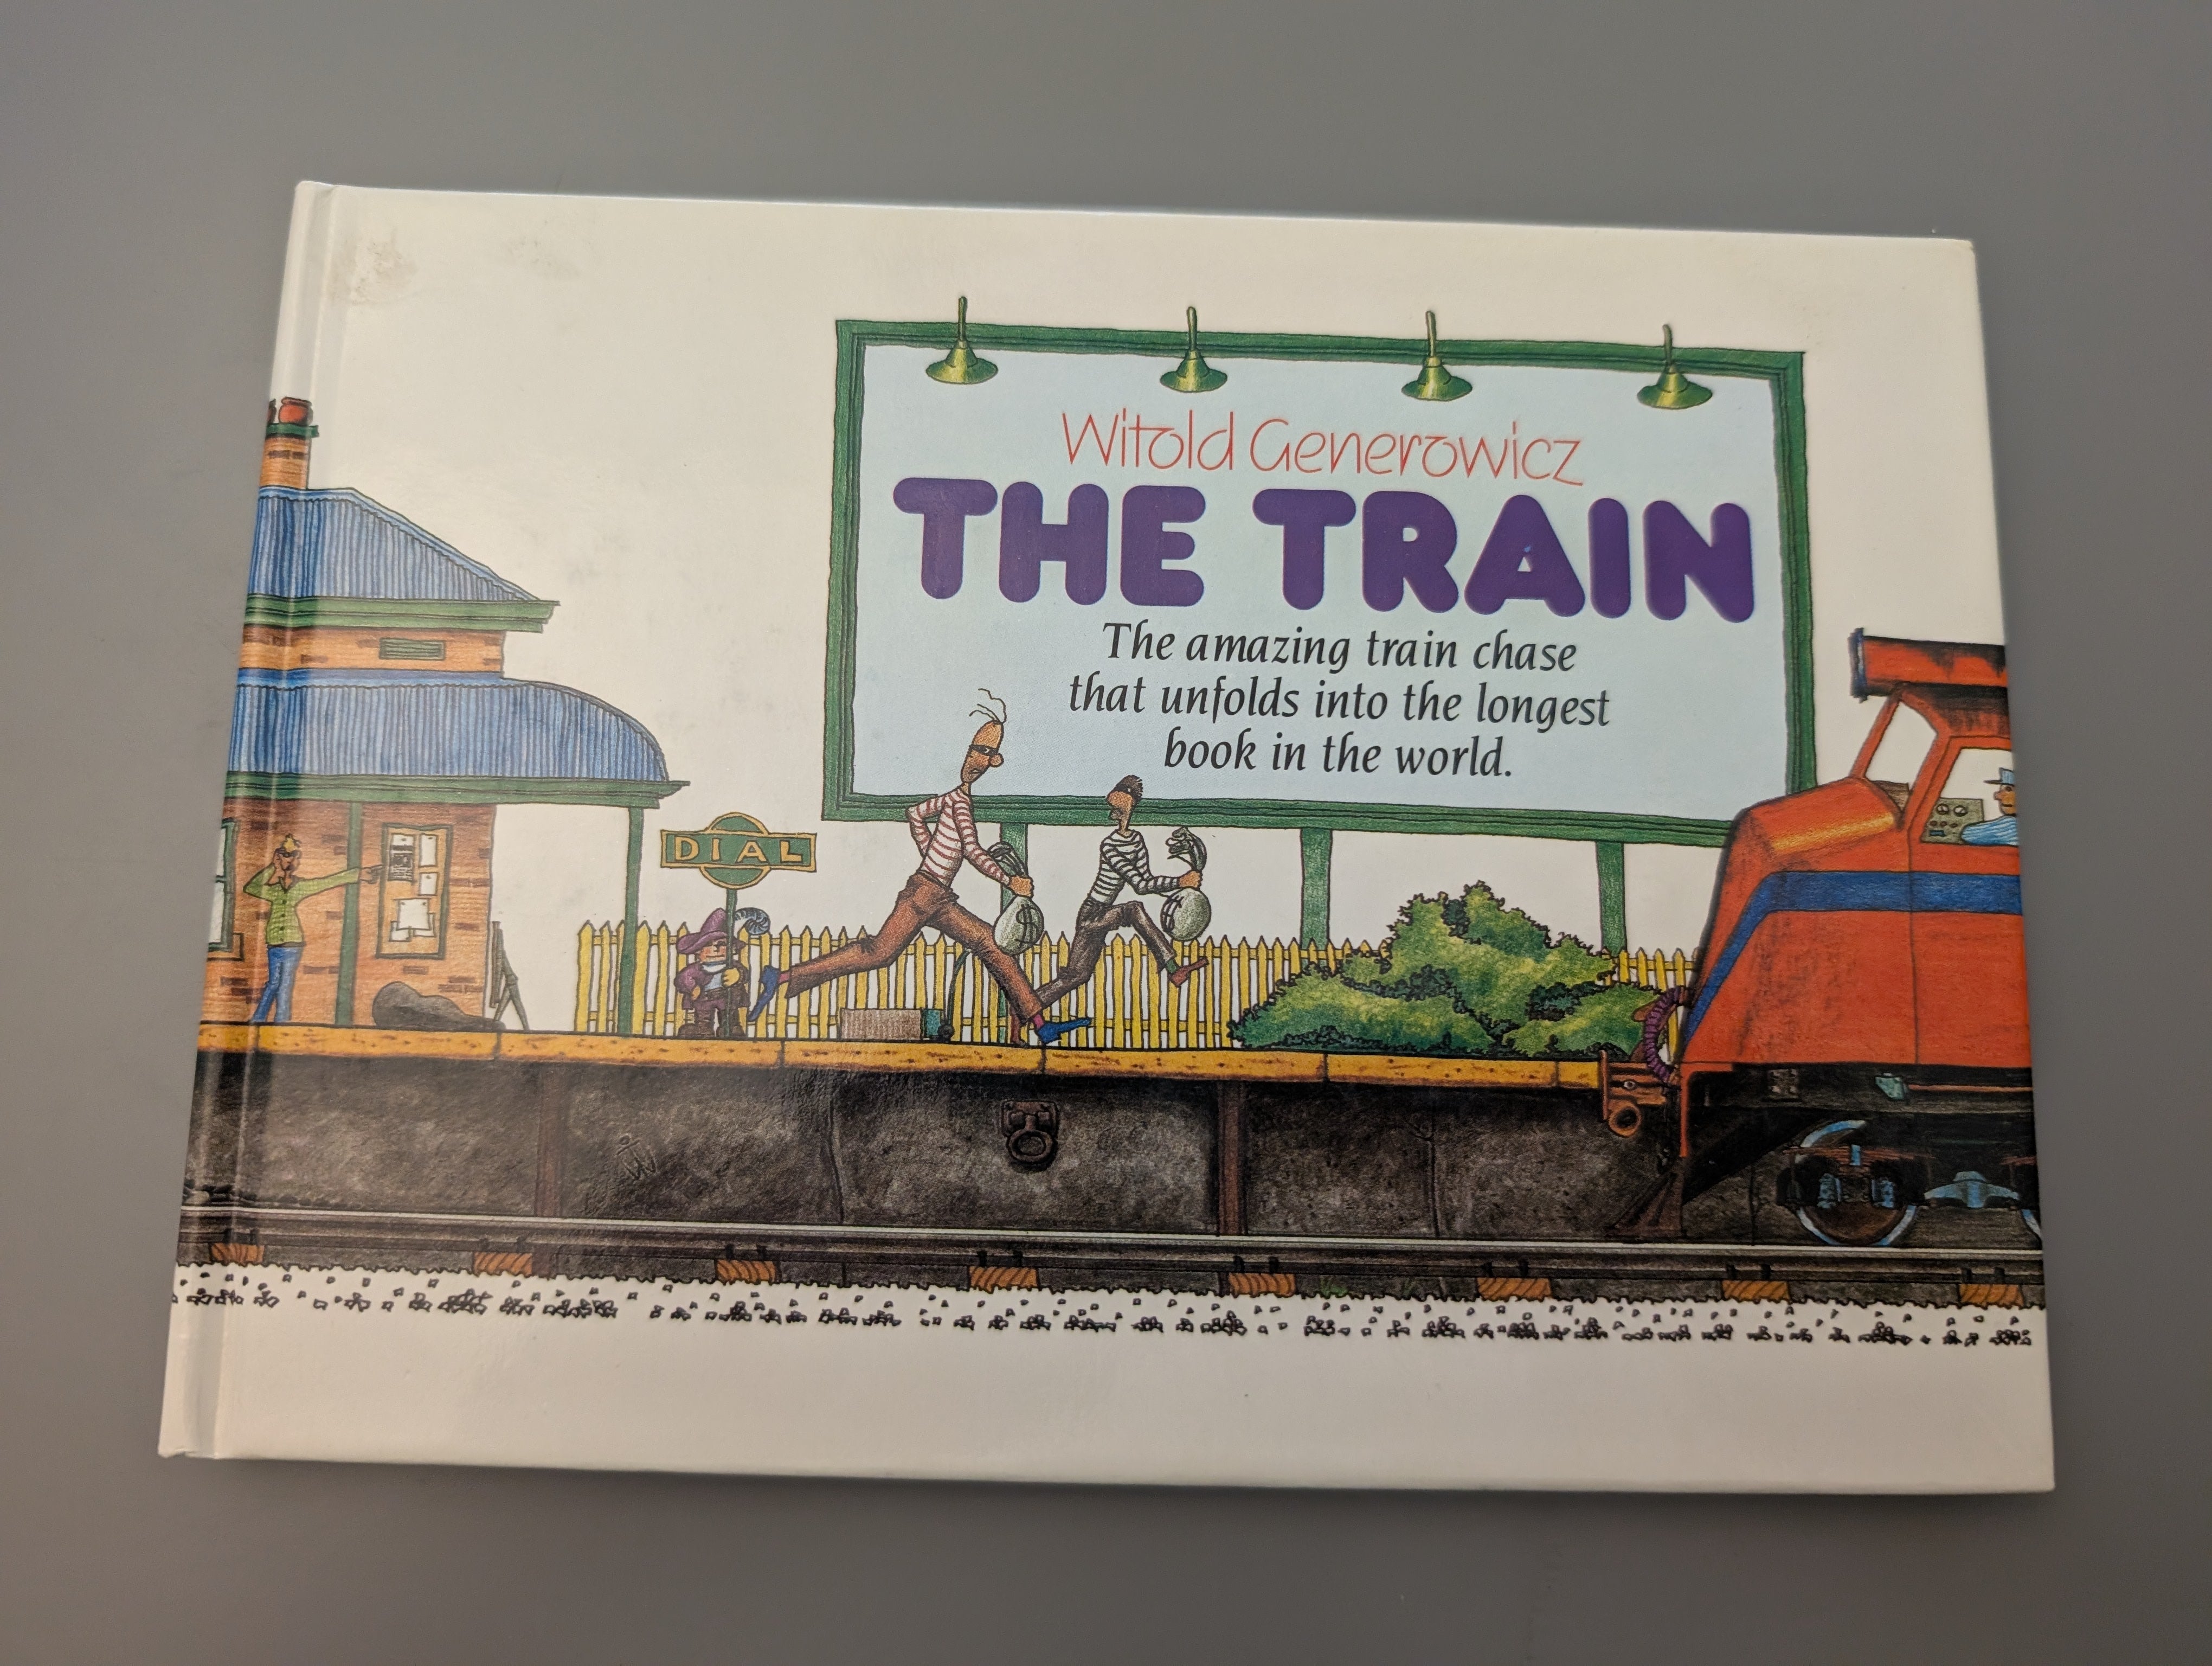 Witold Generowicz
THE TRAIN
The amazing train chase
that unfolds into the longest
book in the world.
DIAL
$